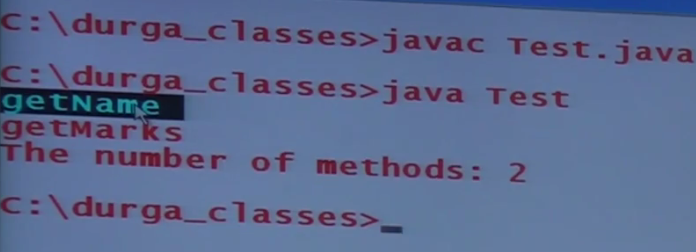 C:\durga_classes>javac Test.java
C:\durga_classes>java Test
getName
getMarks
The number of methods: 2
C:\durga_classes>_